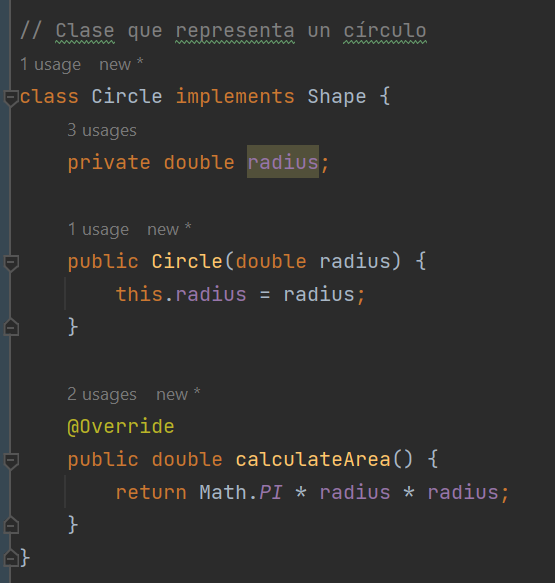 // Clase que representa un círculo
1 usage new *
class Circle implements Shape {
3 usages
private double radius;
1 usage new *
public Circle(double radius) {
this.radius = radius;
}
2 usages new *
@Override
public double calculateArea() {
return Math.PI * radius * radius;
}
}